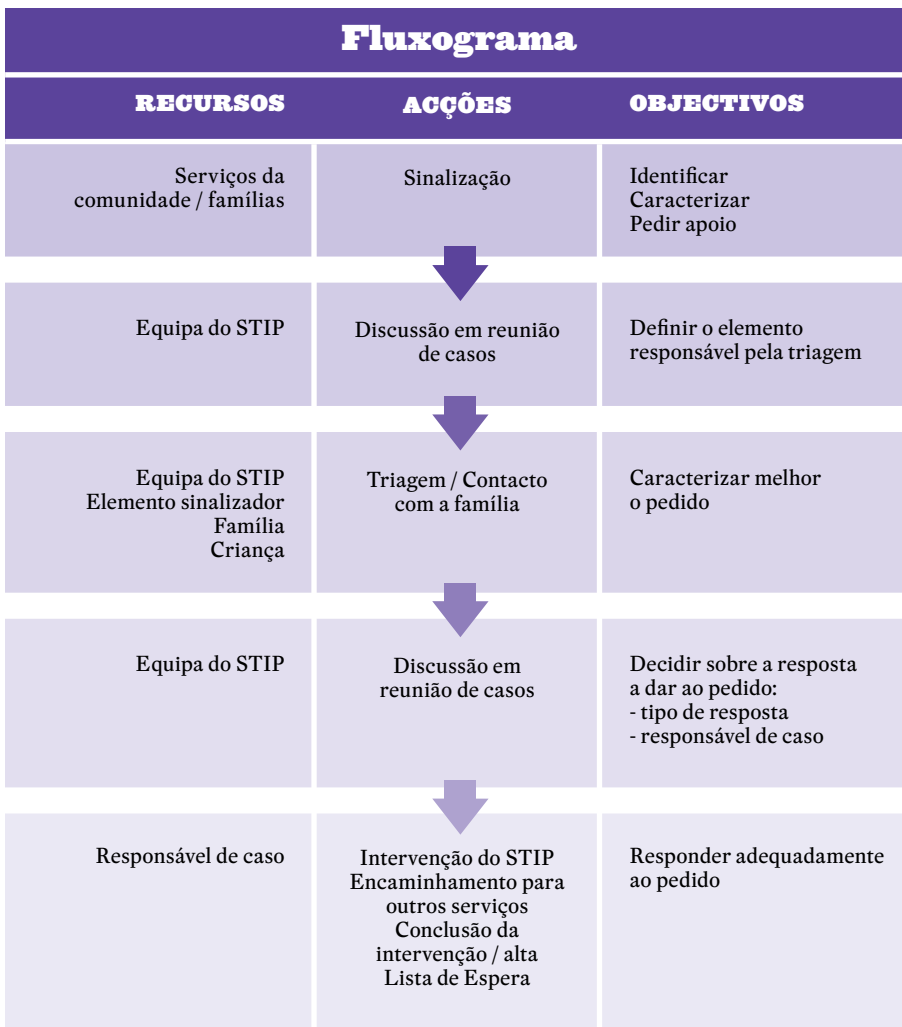 Fluxograma
RECURSOS
ACÇÕES
OBJECTIVOS
Serviços da
comunidade / famílias
Sinalização
Identificar
Caracterizar
Pedir apoio
Equipa do STIP
Discussão em reunião
de casos
Definir o elemento
responsável pela triagem
Equipa do STIP
Elemento sinalizador
Família
Criança
Triagem / Contacto
com a família
Caracterizar melhor
o pedido
Equipa do STIP
Discussão em
reunião de casos
Decidir sobre a resposta
a dar ao pedido:
- tipo de resposta
- responsável de caso
Responsável de caso
Intervenção do STIP
Encaminhamento para
outros serviços
Conclusão da
intervenção / alta
Lista de Espera
Responder adequadamente
ao pedido